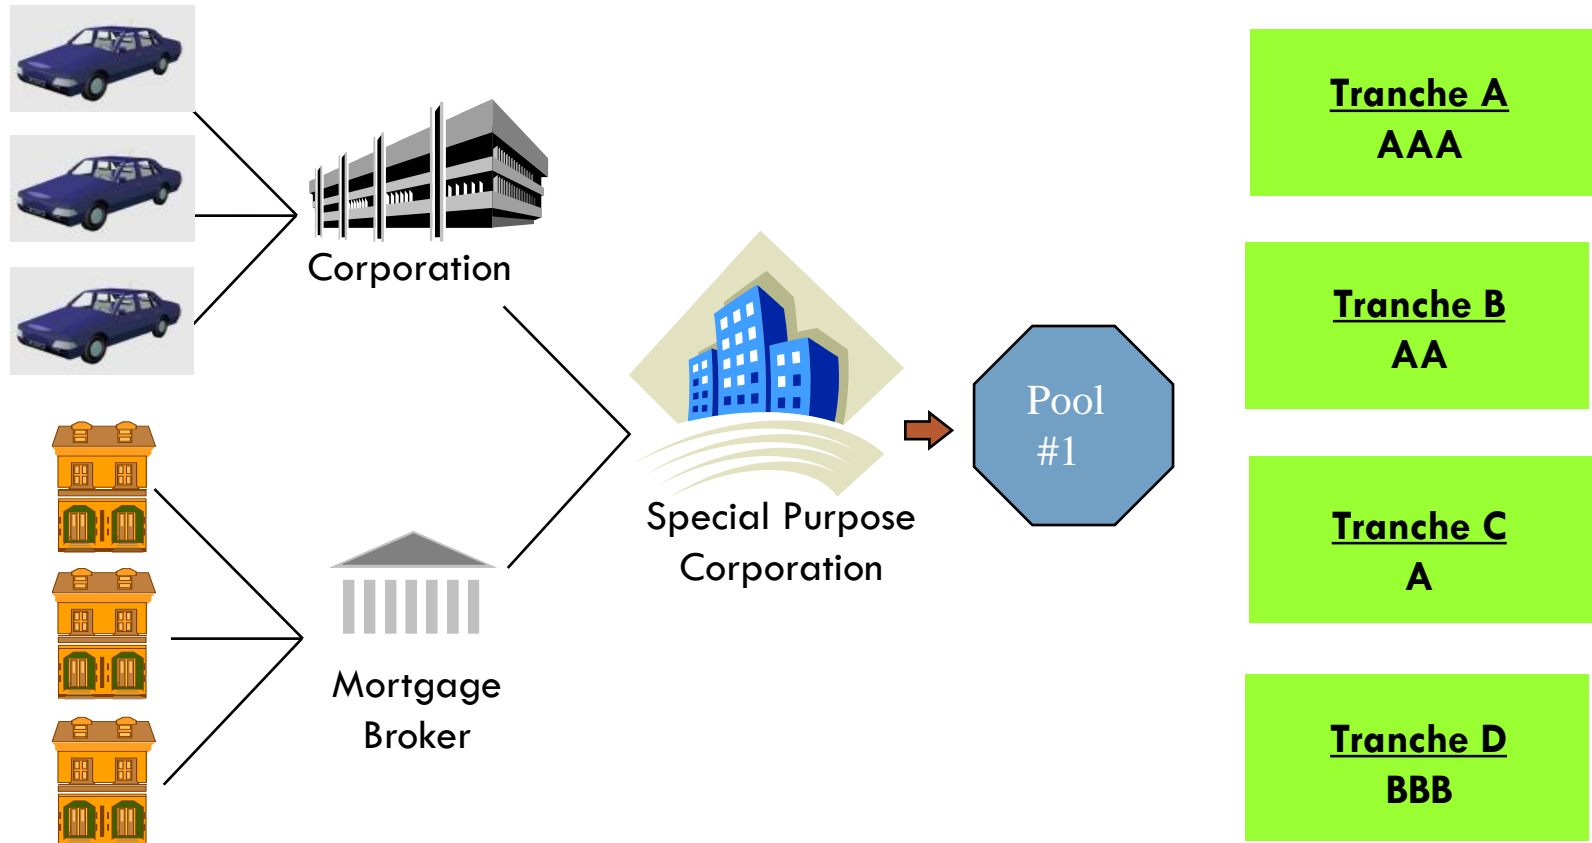 Corporation
Mortgage
Broker
Special Purpose
Corporation
Pool
#1
Tranche A
AAA
Tranche B
AA
Tranche C
A
Tranche D
BBB